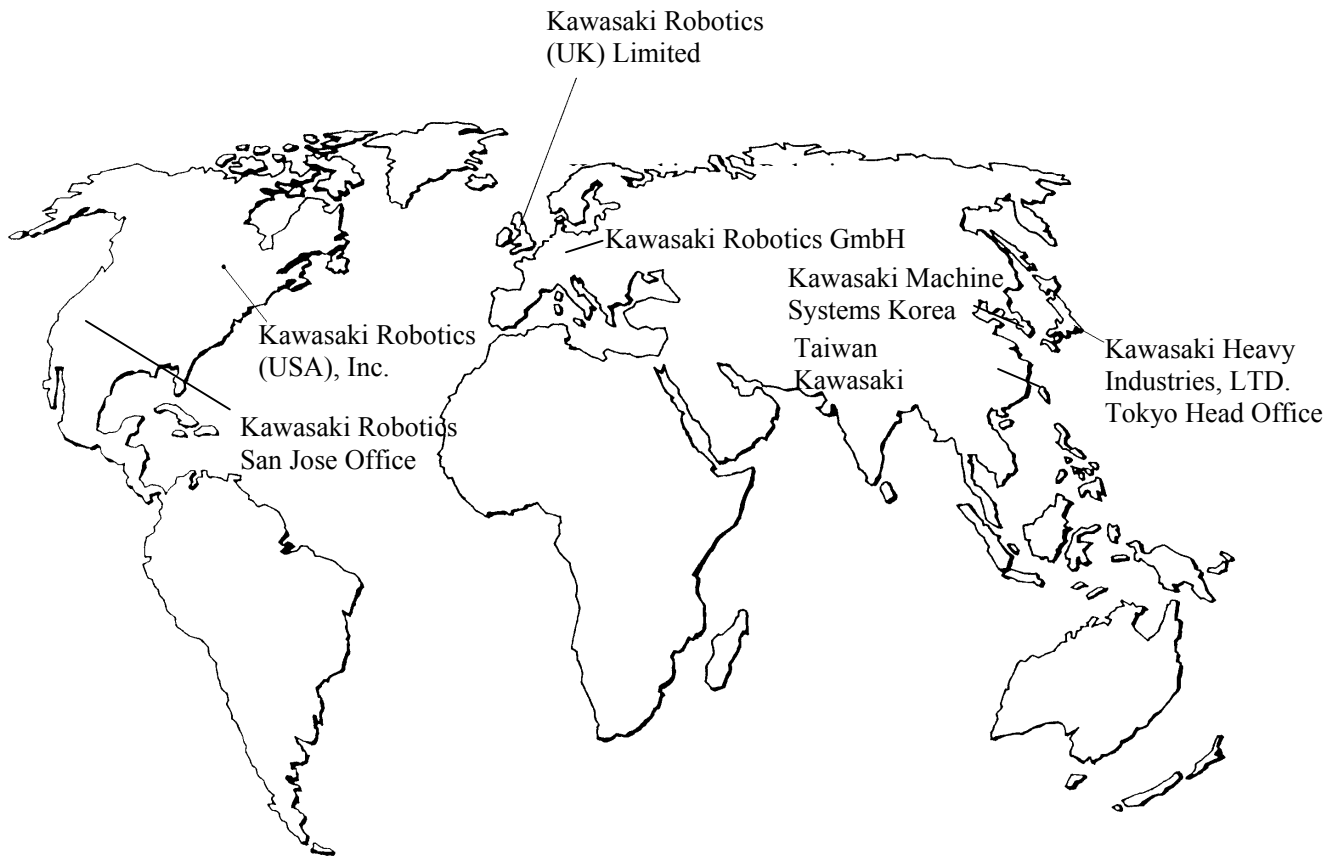 Kawasaki Robotics
(UK) Limited
Kawasaki Robotics GmbH
Kawasaki Machine
Systems Korea
Taiwan
Kawasaki
Kawasaki Heavy
Industries, LTD.
Tokyo Head Office
Kawasaki Robotics
(USA), Inc.
Kawasaki Robotics
San Jose Office